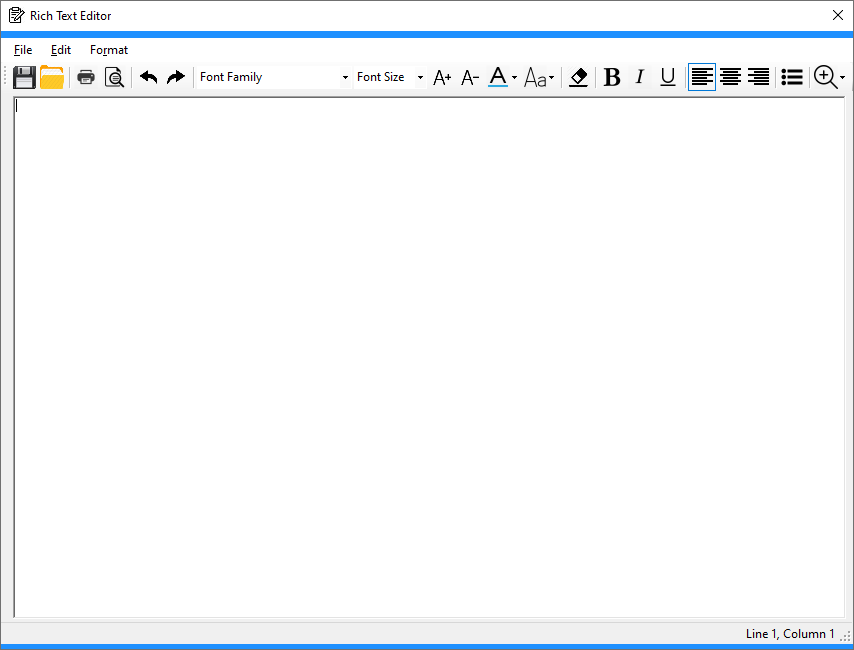 Rich Text Editor
File Edit Format
Font Family Font Size A+ A- A Aa B I U
Line 1, Column 1